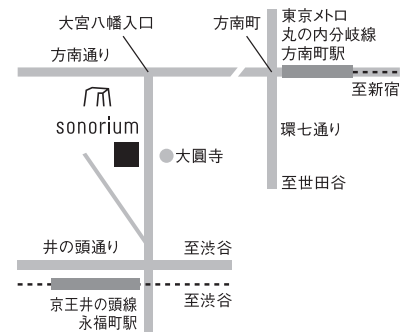 大宮八幡入口
方南町
東京メトロ
丸の内分岐線
方南町駅
方南通り
至新宿
sonorium
環七通り
大圓寺
至世田谷
井の頭通り
至渋谷
京王井の頭線
永福町駅
至渋谷